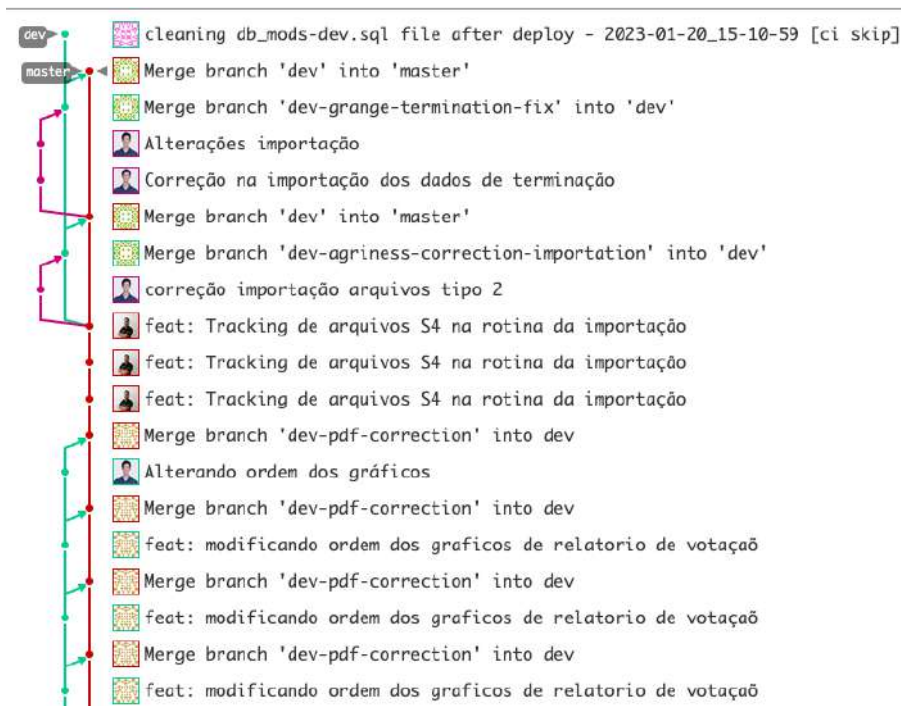 dev
cleaning db_mods-dev.sql file after deploy - 2023-01-20_15-10-59 [ci skip]
master
Merge branch 'dev' into 'master'
Merge branch 'dev-grange-termination-fix' into 'dev'
Alterações importação
Correção na importação dos dados de terminação
Merge branch 'dev' into 'master'
Merge branch 'dev-agriness-correction-importation' into 'dev'
correção importação arquivos tipo 2
feat: Tracking de arquivos S4 na rotina da importação
feat: Tracking de arquivos S4 na rotina da importação
feat: Tracking de arquivos S4 na rotina da importação
Merge branch 'dev-pdf-correction' into dev
Alterando ordem dos gráficos
Merge branch 'dev-pdf-correction' into dev
feat: modificando ordem dos graficos de relatorio de votaçaõ
Merge branch 'dev-pdf-correction' into dev
feat: modificando ordem dos graficos de relatorio de votaçaõ
Merge branch 'dev-pdf-correction' into dev
feat: modificando ordem dos graficos de relatorio de votaçaõ